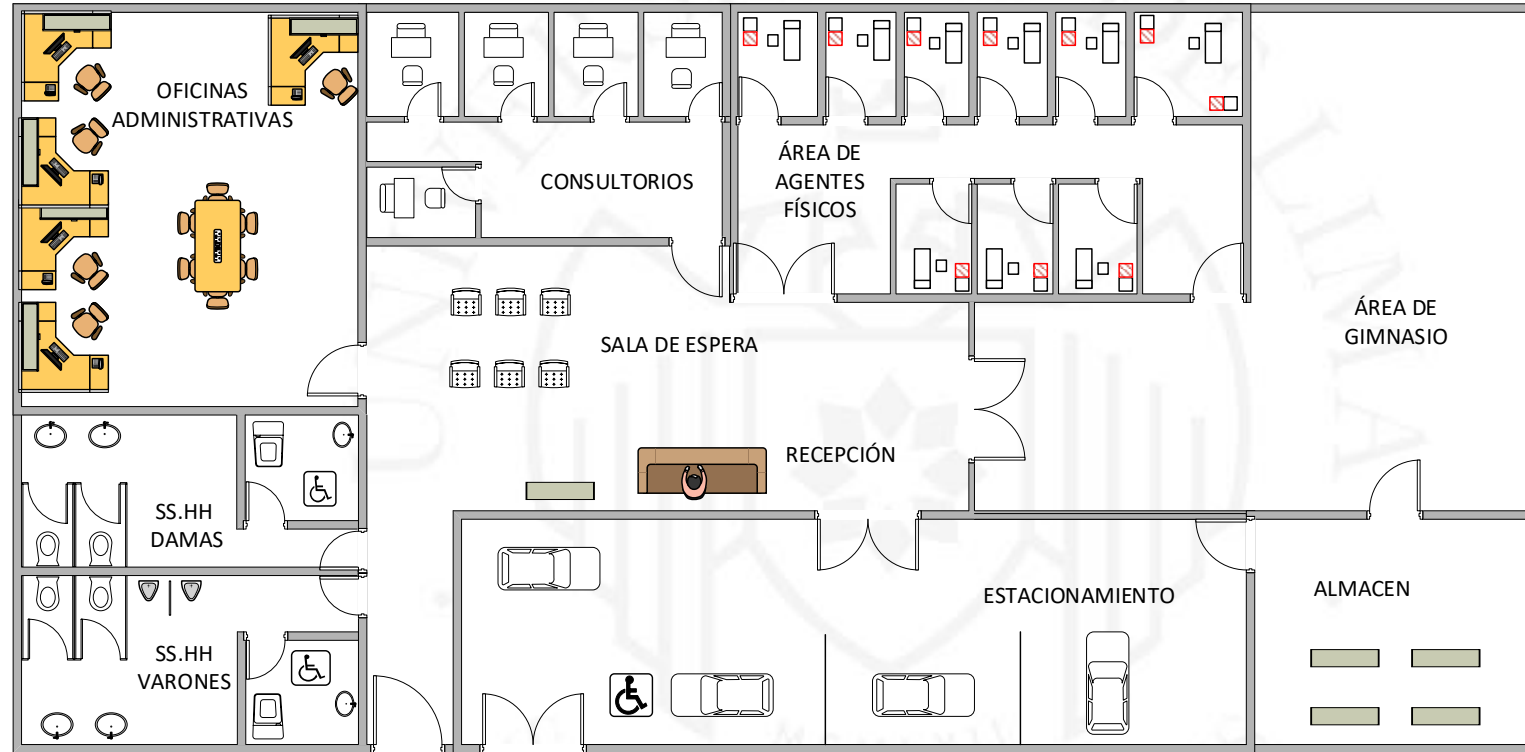 OFICINAS
ADMINISTRATIVAS
CONSULTORIOS
ÁREA DE
AGENTES
FÍSICOS
ÁREA DE
GIMNASIO
SALA DE ESPERA
RECEPCIÓN
SS.HH
DAMAS
ESTACIONAMIENTO
ALMACEN
SS.HH
VARONES